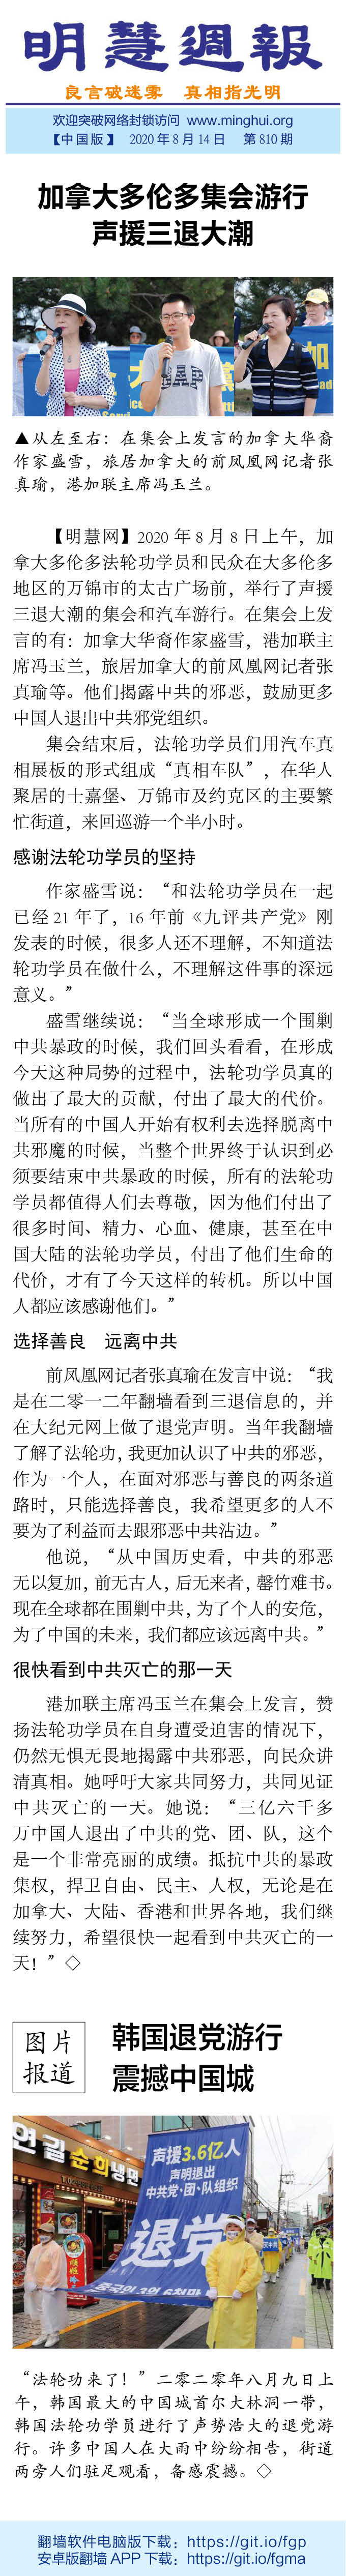 明慧週報
良言破迷雾 真相指光明
欢迎突破网络封锁访问 www.minghui.org
【中国版】 2020年8月14日 第810期
加拿大多伦多集会游行
声援三退大潮
▲从左至右：在集会上发言的加拿大华裔
作家盛雪，旅居加拿大的前凤凰网记者张
真瑜，港加联主席冯玉兰。
【明慧网】2020 年 8 月 8 日上午，加
拿大多伦多法轮功学员和民众在大多伦多
地区的万锦市的太古广场前，举行了声援
三退大潮的集会和汽车游行。在集会上发
言的有：加拿大华裔作家盛雪，港加联主
席冯玉兰，旅居加拿大的前凤凰网记者张
真瑜等。他们揭露中共的邪恶，鼓励更多
中国人退出中共邪党组织。
集会结束后，法轮功学员们用汽车真
相展板的形式组成“真相车队”，在华人
聚居的士嘉堡、万锦市及约克区的主要繁
忙街道，来回巡游一个半小时。
感谢法轮功学员的坚持
作家盛雪说：“和法轮功学员在一起
已经 21 年了，16 年前《九评共产党》刚
发表的时候，很多人还不理解，不知道法
轮功学员在做什么，不理解这件事的深远
意义。”
盛雪继续说：“当全球形成一个围剿
中共暴政的时候，我们回头看看，在形成
今天这种局势的过程中，法轮功学员真的
做出了最大的贡献，付出了最大的代价。
当所有的中国人开始有权利去选择脱离中
共邪魔的时候，当整个世界终于认识到必
须要结束中共暴政的时候，所有的法轮功
学员都值得人们去尊敬，因为他们付出了
很多时间、精力、心血、健康，甚至在中
国大陆的法轮功学员，付出了他们生命的
代价，才有了今天这样的转机。所以中国
人都应该感谢他们。”
选择善良 远离中共
前凤凰网记者张真瑜在发言中说：“我
是在二零一二年翻墙看到三退信息的，并
在大纪元网上做了退党声明。当年我翻墙
了解了法轮功，我更加认识了中共的邪恶，
作为一个人，在面对邪恶与善良的两条道
路时，只能选择善良，我希望更多的人不
要为了利益而去跟邪恶中共沾边。”
他说，“从中国历史看，中共的邪恶
无以复加，前无古人，后无来者，罄竹难书。
现在全球都在围剿中共，为了个人的安危，
为了中国的未来，我们都应该远离中共。”
很快看到中共灭亡的那一天
港加联主席冯玉兰在集会上发言，赞
扬法轮功学员在自身遭受迫害的情况下，
仍然无惧无畏地揭露中共邪恶，向民众讲
清真相。她呼吁大家共同努力，共同见证
中共灭亡的一天。她说：“三亿六千多
万中国人退出了中共的党、团、队，这个
是一个非常亮丽的成绩。抵抗中共的暴政
集权，捍卫自由、民主、人权，无论是在
加拿大、大陆、香港和世界各地，我们继
续努力，希望很快一起看到中共灭亡的一
天！”◇
图片
报道
韩国退党游行
震撼中国城
연길 순희냉면
声援3.6亿人
声明退出
中共党·团·队组织
退党
“法轮功来了！”二零二零年八月九日上
午，韩国最大的中国城首尔大林洞一带，
韩国法轮功学员进行了声势浩大的退党游
行。许多中国人在大雨中纷纷相告，街道
两旁人们驻足观看，备感震撼。◇
翻墙软件电脑版下载：https://git.io/fgp
安卓版翻墙 APP 下载：https://git.io/fgma